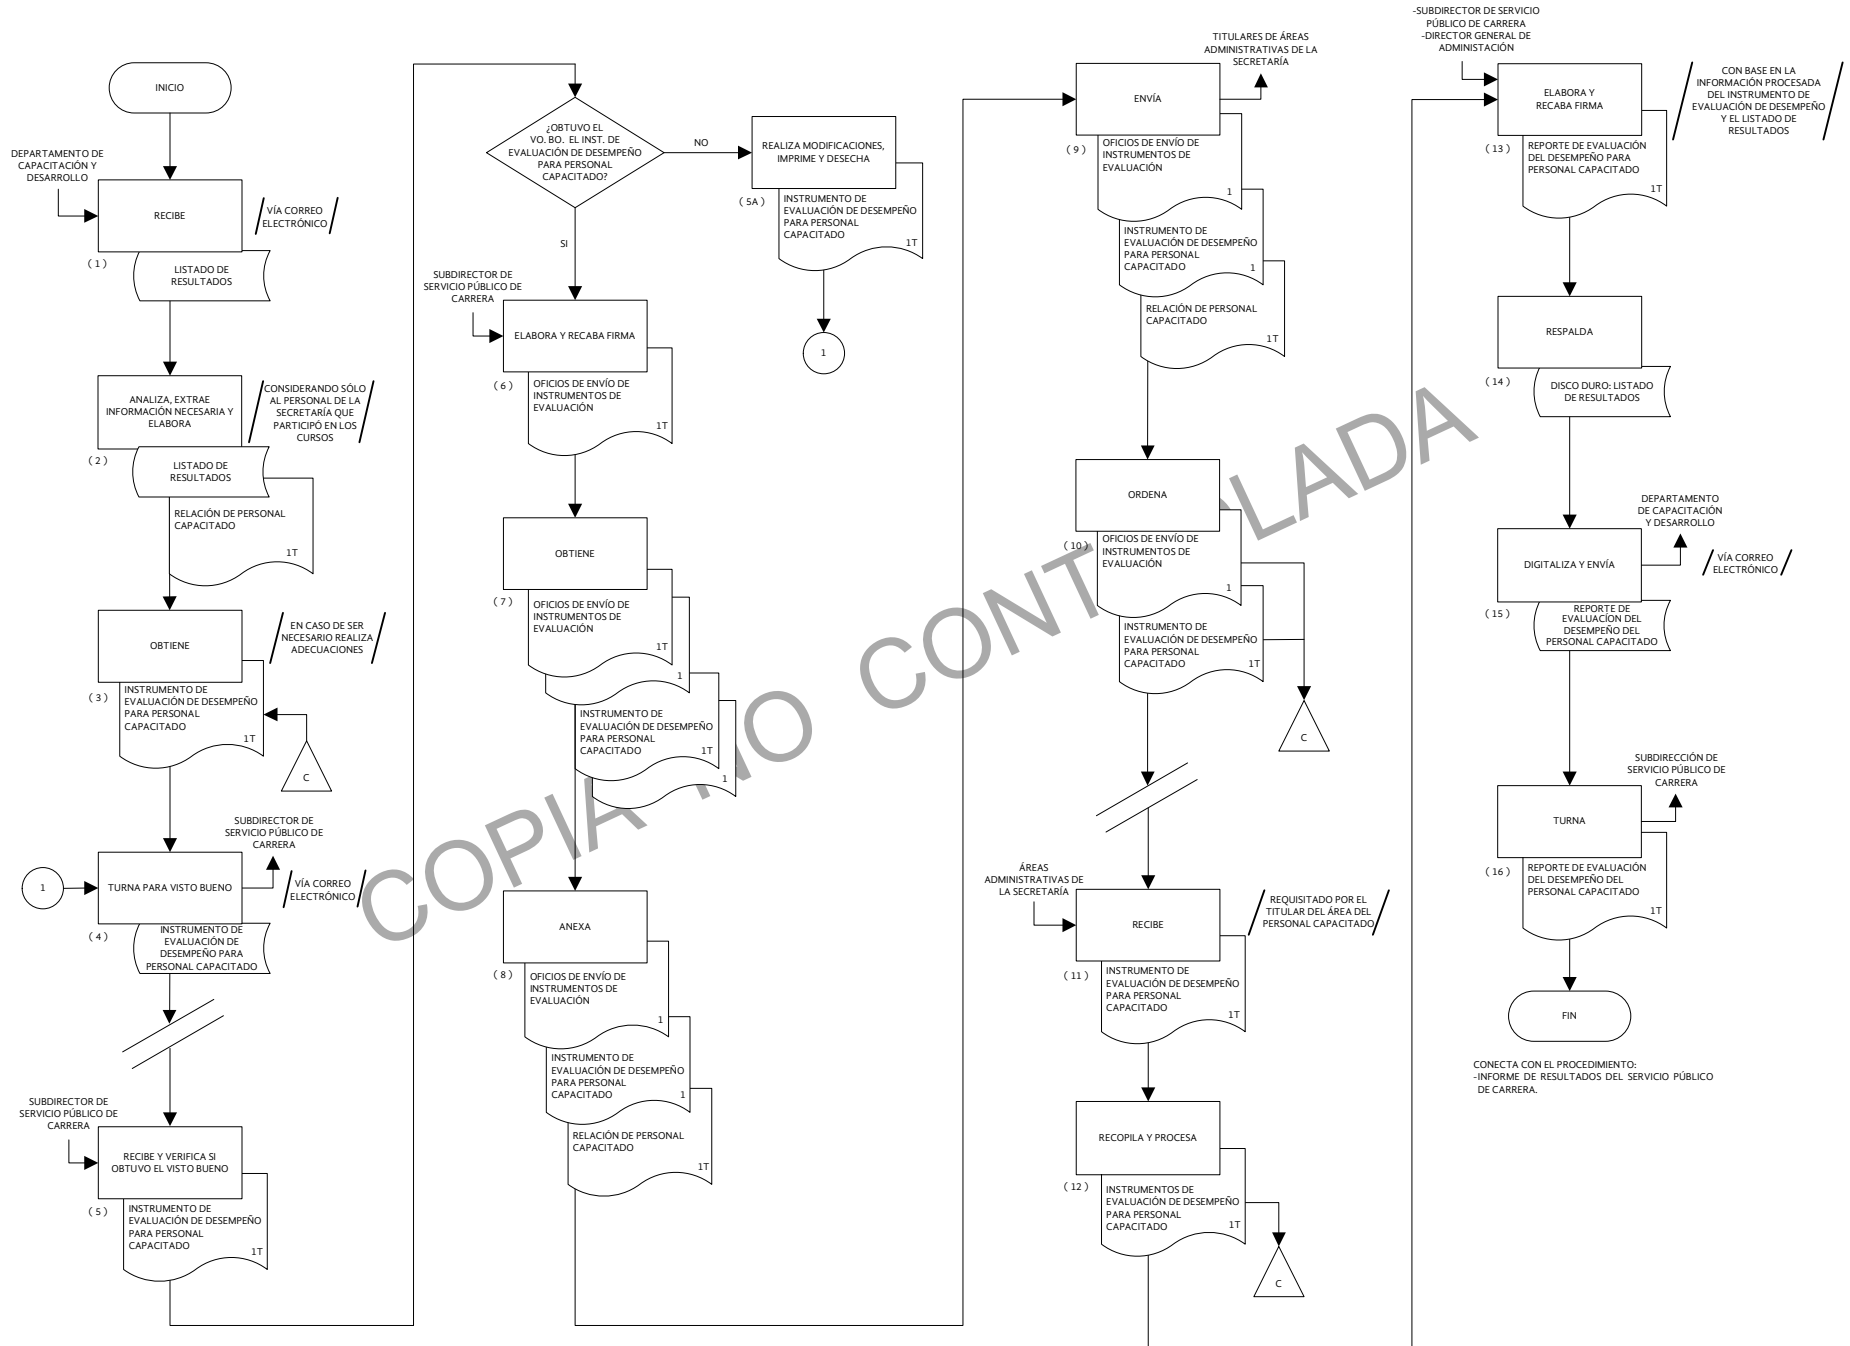 INICIO
DEPARTAMENTO DE
CAPACITACIÓN Y
DESARROLLO
RECIBE
VÍA CORREO
ELECTRÓNICO
( 1 )
LISTADO DE
RESULTADOS
ANALIZA, EXTRAE
INFORMACIÓN NECESARIA Y
ELABORA
CONSIDERANDO SÓLO
AL PERSONAL DE LA
SECRETARÍA QUE
PARTICIPÓ EN LOS
CURSOS
( 2 )
LISTADO DE
RESULTADOS
RELACIÓN DE PERSONAL
CAPACITADO
1T
OBTIENE
EN CASO DE SER
NECESARIO REALIZA
ADECUACIONES
( 3 )
INSTRUMENTO DE
EVALUACIÓN DE DESEMPEÑO
PARA PERSONAL
CAPACITADO
1T
C
SUBDIRECTOR DE
SERVICIO PÚBLICO DE
CARRERA
1
TURNA PARA VISTO BUENO
VÍA CORREO
ELECTRÓNICO
( 4 )
INSTRUMENTO DE
EVALUACIÓN DE
DESEMPEÑO PARA
PERSONAL CAPACITADO
SUBDIRECTOR DE
SERVICIO PÚBLICO DE
CARRERA
RECIBE Y VERIFICA SI
OBTUVO EL VISTO BUENO
( 5 )
INSTRUMENTO DE
EVALUACIÓN DE DESEMPEÑO
PARA PERSONAL
CAPACITADO
1T
¿OBTUVO EL
VO. BO. EL INST. DE
EVALUACIÓN DE DESEMPEÑO
PARA PERSONAL
CAPACITADO?
NO
REALIZA MODIFICACIONES,
IMPRIME Y DESECHA
( 5A )
INSTRUMENTO DE
EVALUACIÓN DE DESEMPEÑO
PARA PERSONAL
CAPACITADO
1T
1
SI
SUBDIRECTOR DE
SERVICIO PÚBLICO DE
CARRERA
ELABORA Y RECABA FIRMA
( 6 )
OFICIOS DE ENVÍO DE
INSTRUMENTOS DE
EVALUACIÓN
1T
OBTIENE
( 7 )
OFICIOS DE ENVÍO DE
INSTRUMENTOS DE
EVALUACIÓN
1T
1
INSTRUMENTO DE
EVALUACIÓN DE DESEMPEÑO
PARA PERSONAL
CAPACITADO
1T
1
ANEXA
( 8 )
OFICIOS DE ENVÍO DE
INSTRUMENTOS DE
EVALUACIÓN
1
INSTRUMENTO DE
EVALUACIÓN DE DESEMPEÑO
PARA PERSONAL
CAPACITADO
1
RELACIÓN DE PERSONAL
CAPACITADO
1T
TITULARES DE ÁREAS
ADMINISTRATIVAS DE LA
SECRETARÍA
ENVÍA
( 9 )
OFICIOS DE ENVÍO DE
INSTRUMENTOS DE
EVALUACIÓN
1
INSTRUMENTO DE
EVALUACIÓN DE DESEMPEÑO
PARA PERSONAL
CAPACITADO
1
RELACIÓN DE PERSONAL
CAPACITADO
1T
ORDENA
( 10 )
OFICIOS DE ENVÍO DE
INSTRUMENTOS DE
EVALUACIÓN
1
INSTRUMENTO DE
EVALUACIÓN DE DESEMPEÑO
PARA PERSONAL
CAPACITADO
1T
C
ÁREAS
ADMINISTRATIVAS DE
LA SECRETARÍA
RECIBE
REQUISITADO POR EL
TITULAR DEL ÁREA DEL
PERSONAL CAPACITADO
( 11 )
INSTRUMENTO DE
EVALUACIÓN DE DESEMPEÑO
PARA PERSONAL
CAPACITADO
1T
RECOPILA Y PROCESA
( 12 )
INSTRUMENTOS DE
EVALUACIÓN DE DESEMPEÑO
PARA PERSONAL
CAPACITADO
1T
C
-SUBDIRECTOR DE SERVICIO
PÚBLICO DE CARRERA
-DIRECTOR GENERAL DE
ADMINISTACIÓN
ELABORA Y
RECABA FIRMA
CON BASE EN LA
INFORMACIÓN PROCESADA
DEL INSTRUMENTO DE
EVALUACIÓN DE DESEMPEÑO
Y EL LISTADO DE
RESULTADOS
( 13 )
REPORTE DE EVALUACIÓN
DEL DESEMPEÑO PARA
PERSONAL CAPACITADO
1T
RESPALDA
( 14 )
DISCO DURO: LISTADO
DE RESULTADOS
DEPARTAMENTO
DE CAPACITACIÓN
Y DESARROLLO
DIGITALIZA Y ENVÍA
VÍA CORREO
ELECTRÓNICO
( 15 )
REPORTE DE
EVALUACÍON DEL
DESEMPEÑO DEL
PERSONAL CAPACITADO
SUBDIRECCIÓN DE
SERVICIO PÚBLICO DE
CARRERA
TURNA
( 16 )
REPORTE DE EVALUACIÓN
DEL DESEMPEÑO DEL
PERSONAL CAPACITADO
1T
FIN
CONECTA CON EL PROCEDIMIENTO:
-INFORME DE RESULTADOS DEL SERVICIO PÚBLICO
DE CARRERA.
COPIA NO